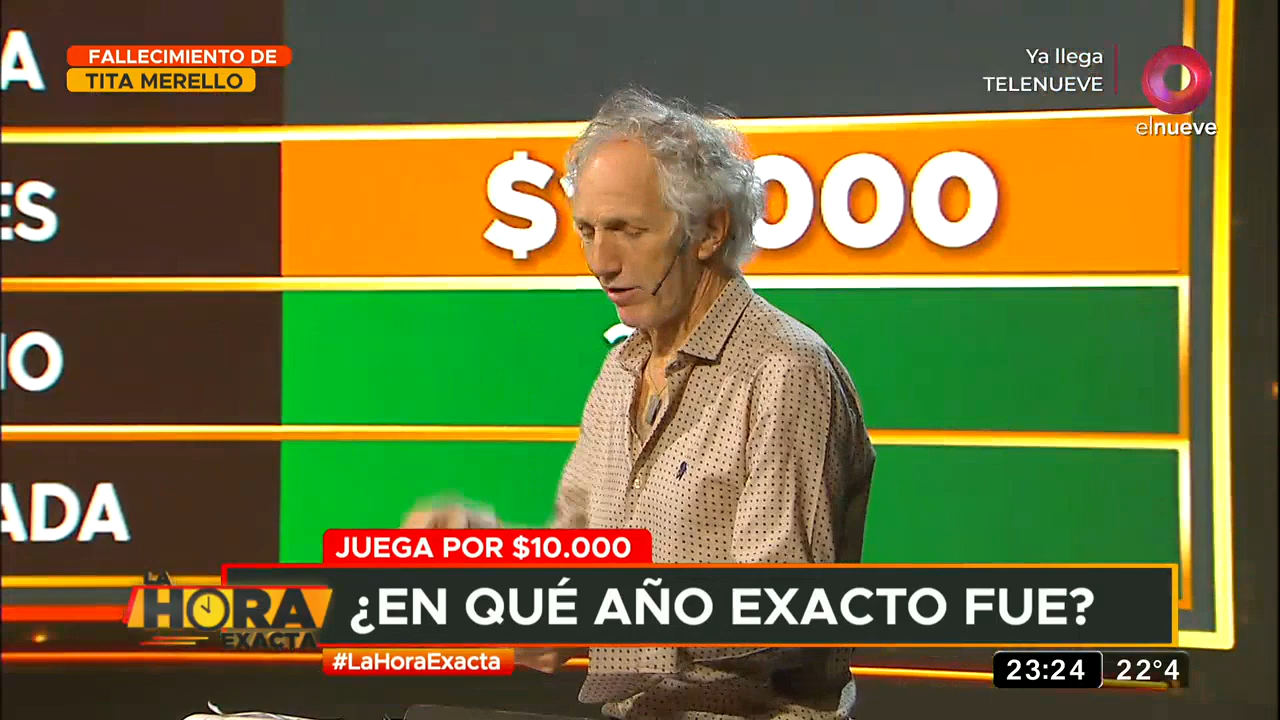 A
FALLECIMIENTO DE
TITA MERELLO
Ya llega
TELENUEVE
elnueve
ES
000
IO
ADA
JUEGA POR $10.000
LA
HORA
EXACTA
¿EN QUÉ AÑO EXACTO FUE?
#LaHoraExacta
23:24 22°4